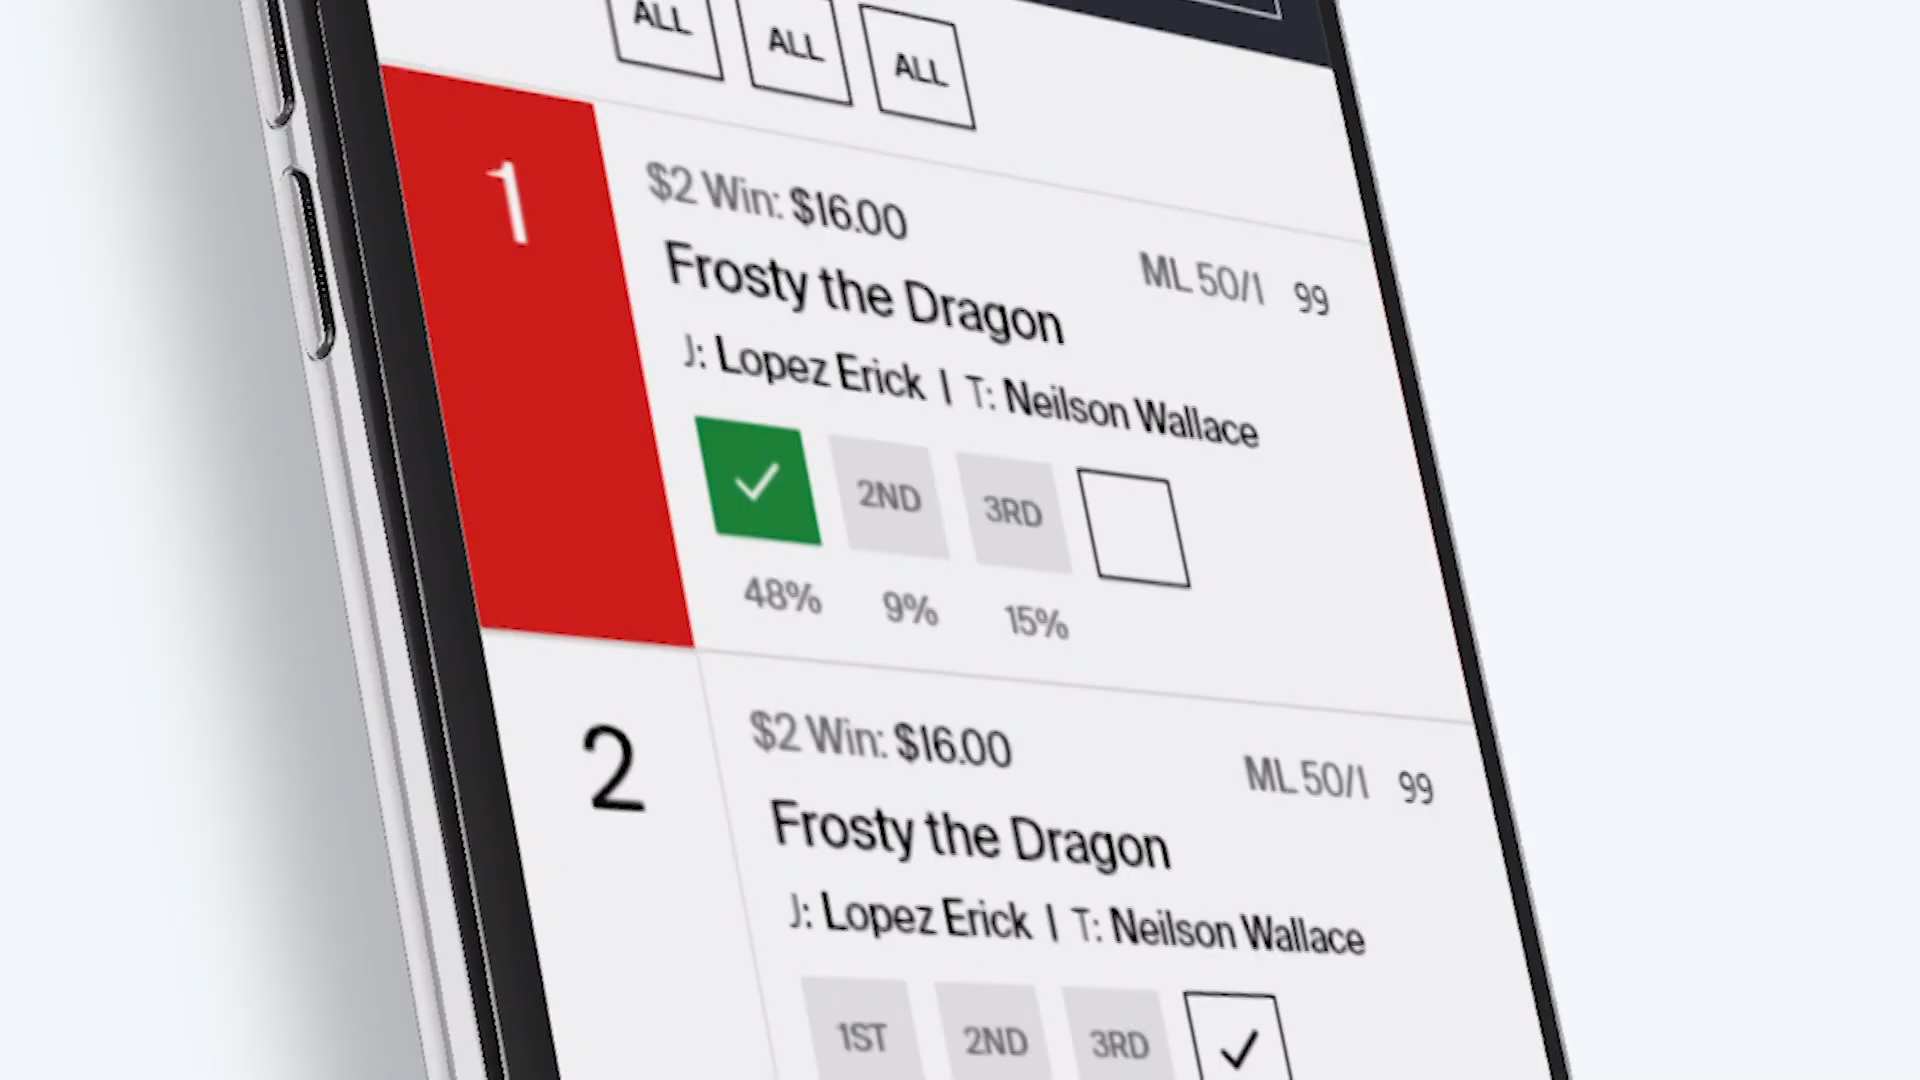 ALL ALL ALL
1
$2 Win: $16.00
ML 50/1 99
Frosty the Dragon
J: Lopez Erick | T: Neilson Wallace
2ND 3RD
48% 9% 15%
2
$2 Win: $16.00
ML 50/1 99
Frosty the Dragon
J: Lopez Erick | T: Neilson Wallace
1ST 2ND 3RD